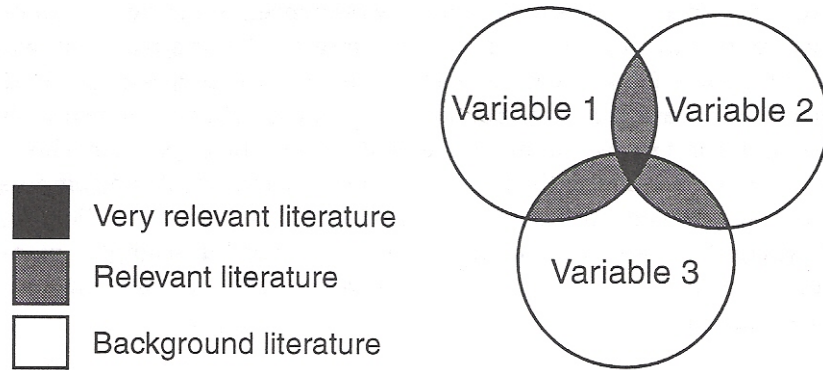 Variable 1
Variable 2
Variable 3
Very relevant literature
Relevant literature
Background literature